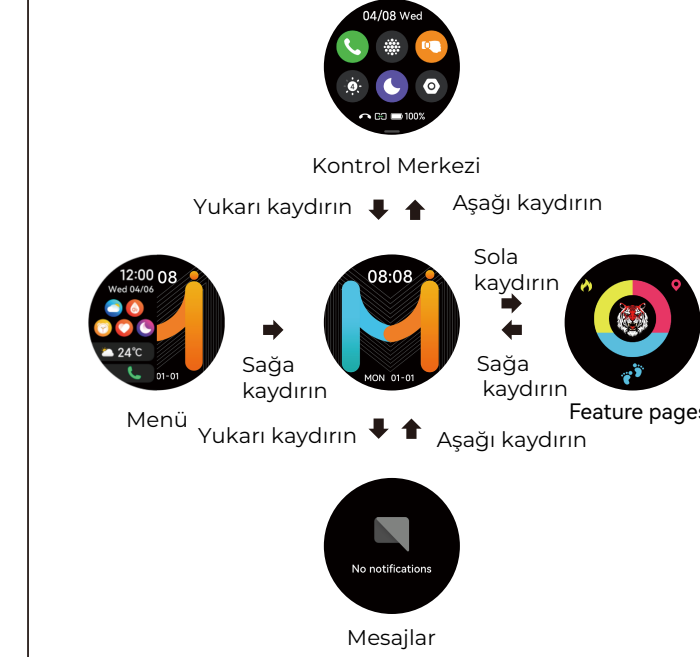 04/08 Wed
4
100%
Kontrol Merkezi
Yukarı kaydırın
Aşağı kaydırın
12:00
08
Wed 04/06
24°C
01-01
Menü
Sağa
kaydırın
08:08
MON 01-01
Sola
kaydırın
Sağa
kaydırın
Feature pages
Yukarı kaydırın
Aşağı kaydırın
No notifications
Mesajlar